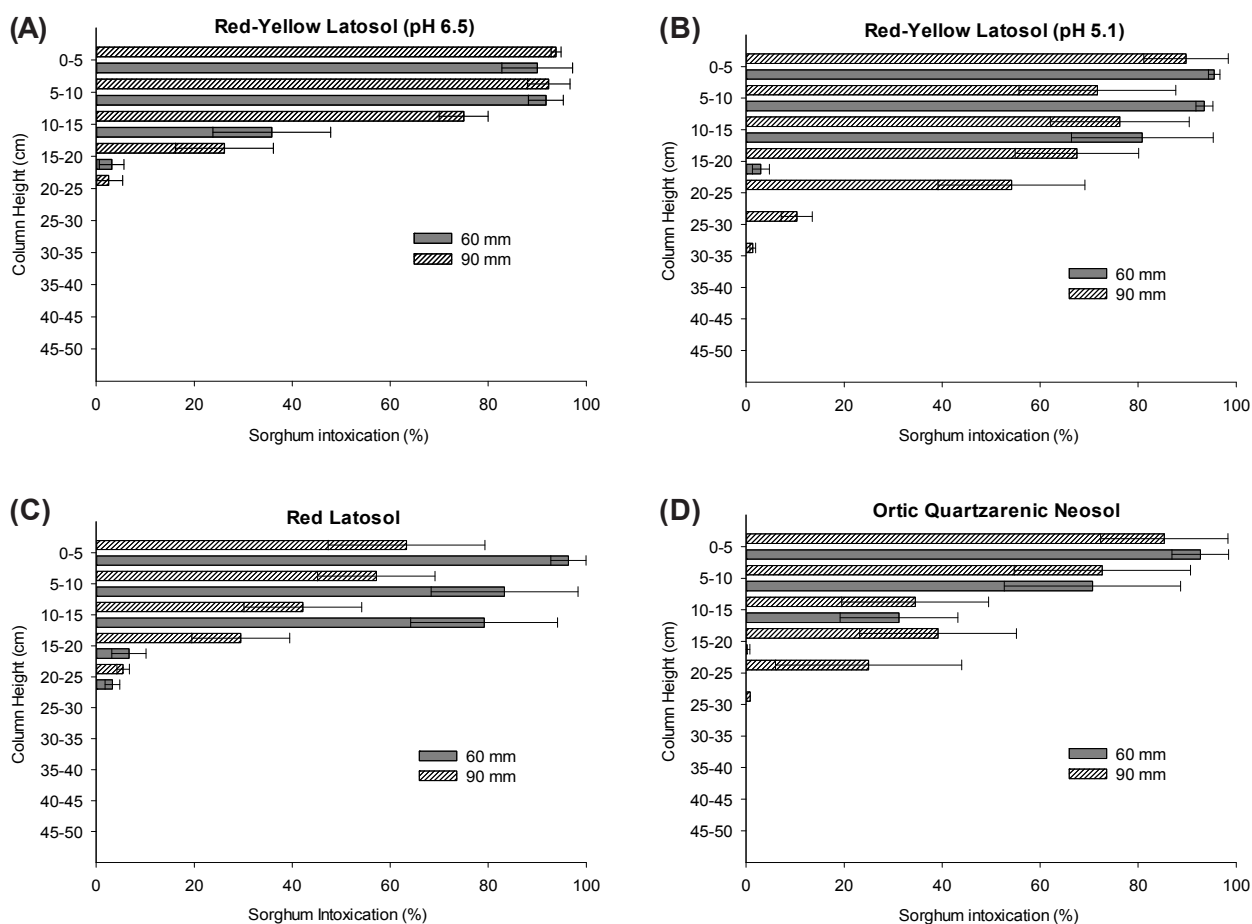 (A)
Red-Yellow Latosol (pH 6.5)
Column Height (cm)
0-5
5-10
10-15
15-20
20-25
25-30
30-35
35-40
40-45
45-50
60 mm
90 mm
0 20 40 60 80 100
Sorghum intoxication (%)
(B)
Red-Yellow Latosol (pH 5.1)
Column Height (cm)
0-5
5-10
10-15
15-20
20-25
25-30
30-35
35-40
40-45
45-50
60 mm
90 mm
0 20 40 60 80 100
Sorghum intoxication (%)
(C)
Red Latosol
Column Height (cm)
0-5
5-10
10-15
15-20
20-25
25-30
30-35
35-40
40-45
45-50
60 mm
90 mm
0 20 40 60 80 100
Sorghum Intoxication (%)
(D)
Ortic Quartzarenic Neosol
Column Height (cm)
0-5
5-10
10-15
15-20
20-25
25-30
30-35
35-40
40-45
45-50
60 mm
90 mm
0 20 40 60 80 100
Sorghum intoxication (%)